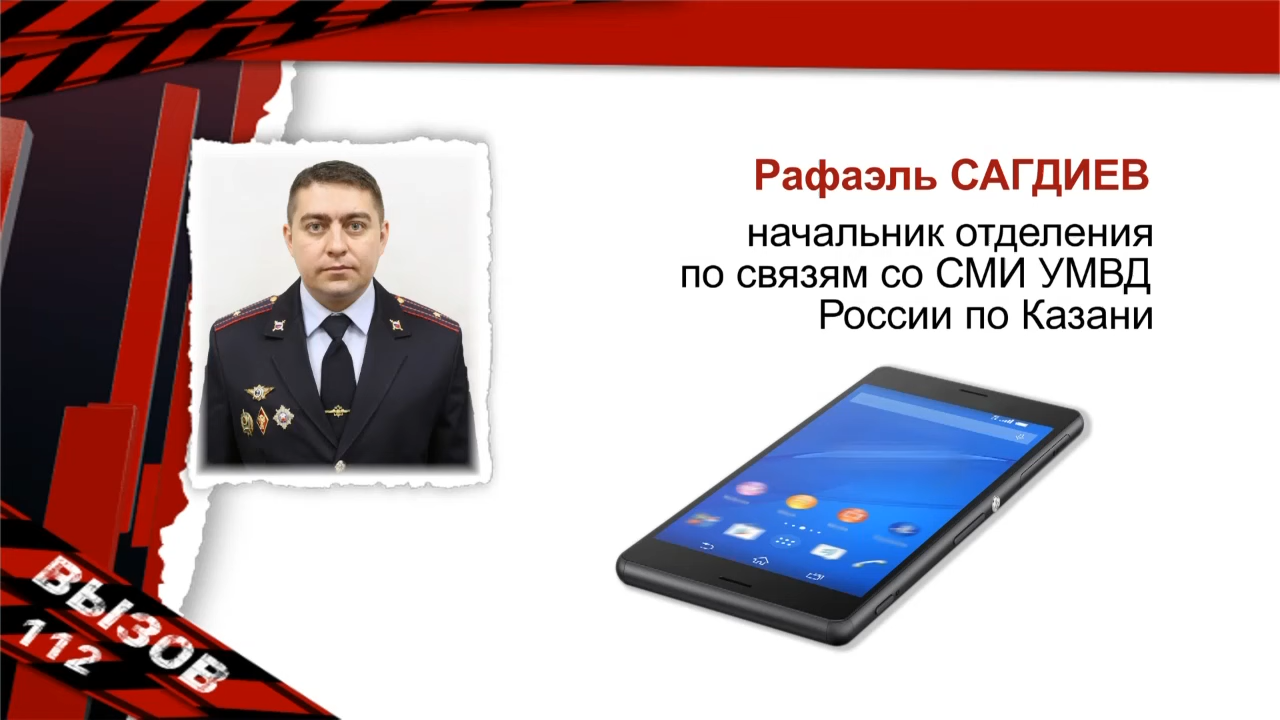 Рафаэль САГДИЕВ
начальник отделения
по связям со СМИ УМВД
России по Казани
ВЫЗОВ
112